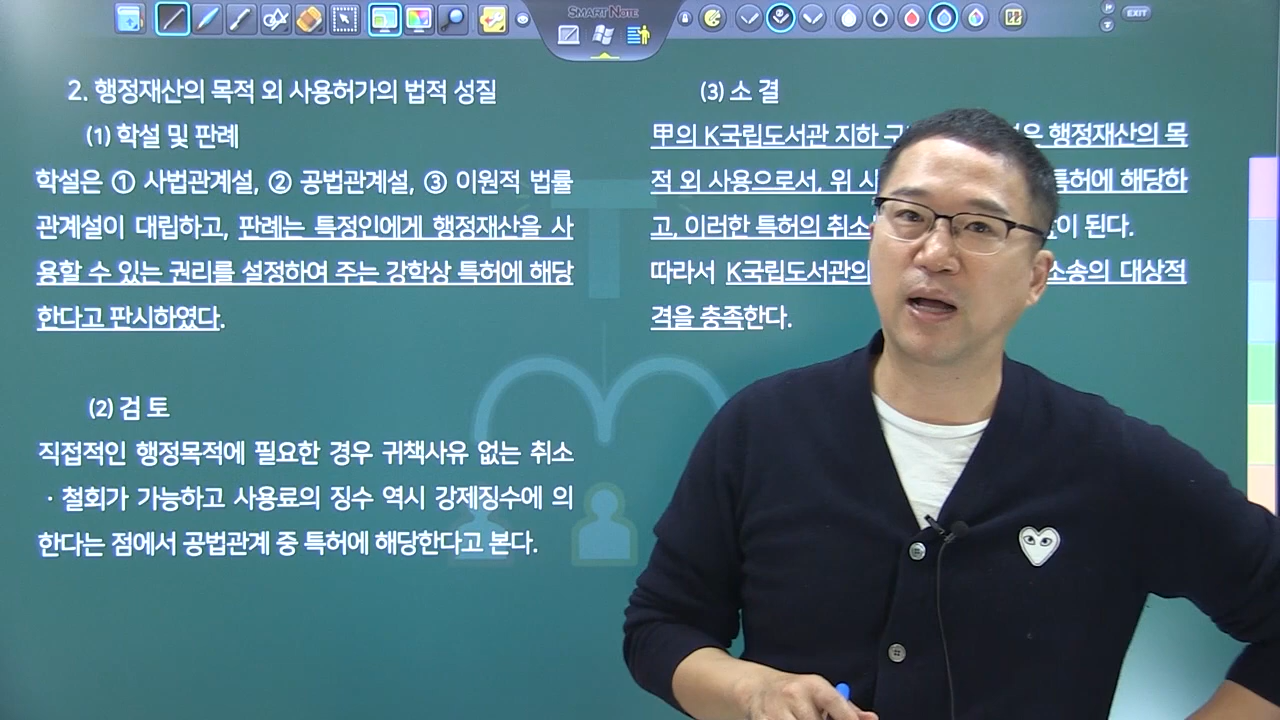 SMART NOTE
EXIT
2. 행정재산의 목적 외 사용허가의 법적 성질
(1) 학설 및 판례
학설은 ① 사법관계설, ② 공법관계설, ③ 이원적 법률
관계설이 대립하고, 판례는 특정인에게 행정재산을 사
용할 수 있는 권리를 설정하여 주는 강학상 특허에 해당
한다고 판시하였다.
(2) 검 토
직접적인 행정목적에 필요한 경우 귀책사유 없는 취소
· 철회가 가능하고 사용료의 징수 역시 강제징수에 의
한다는 점에서 공법관계 중 특허에 해당한다고 본다.
(3) 소 결
甲의 K국립도서관 지하 행정재산의 목
적 외 사용으로서, 위 특허에 해당하
고, 이러한 특허의 취소 이 된다.
따라서 K국립도서관의 소송의 대상적
격을 충족한다.